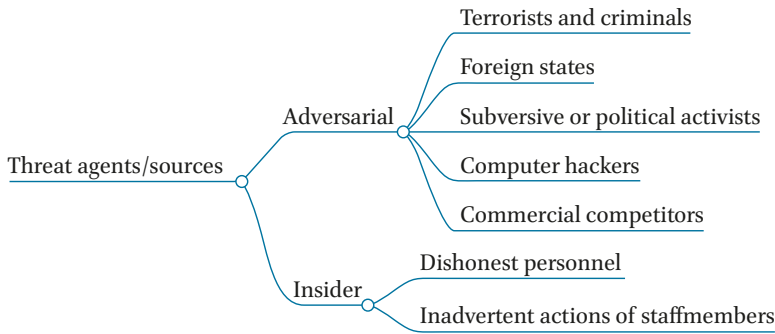 Threat agents/sources
Adversarial
Terrorists and criminals
Foreign states
Subversive or political activists
Computer hackers
Commercial competitors
Insider
Dishonest personnel
Inadvertent actions of staffmembers